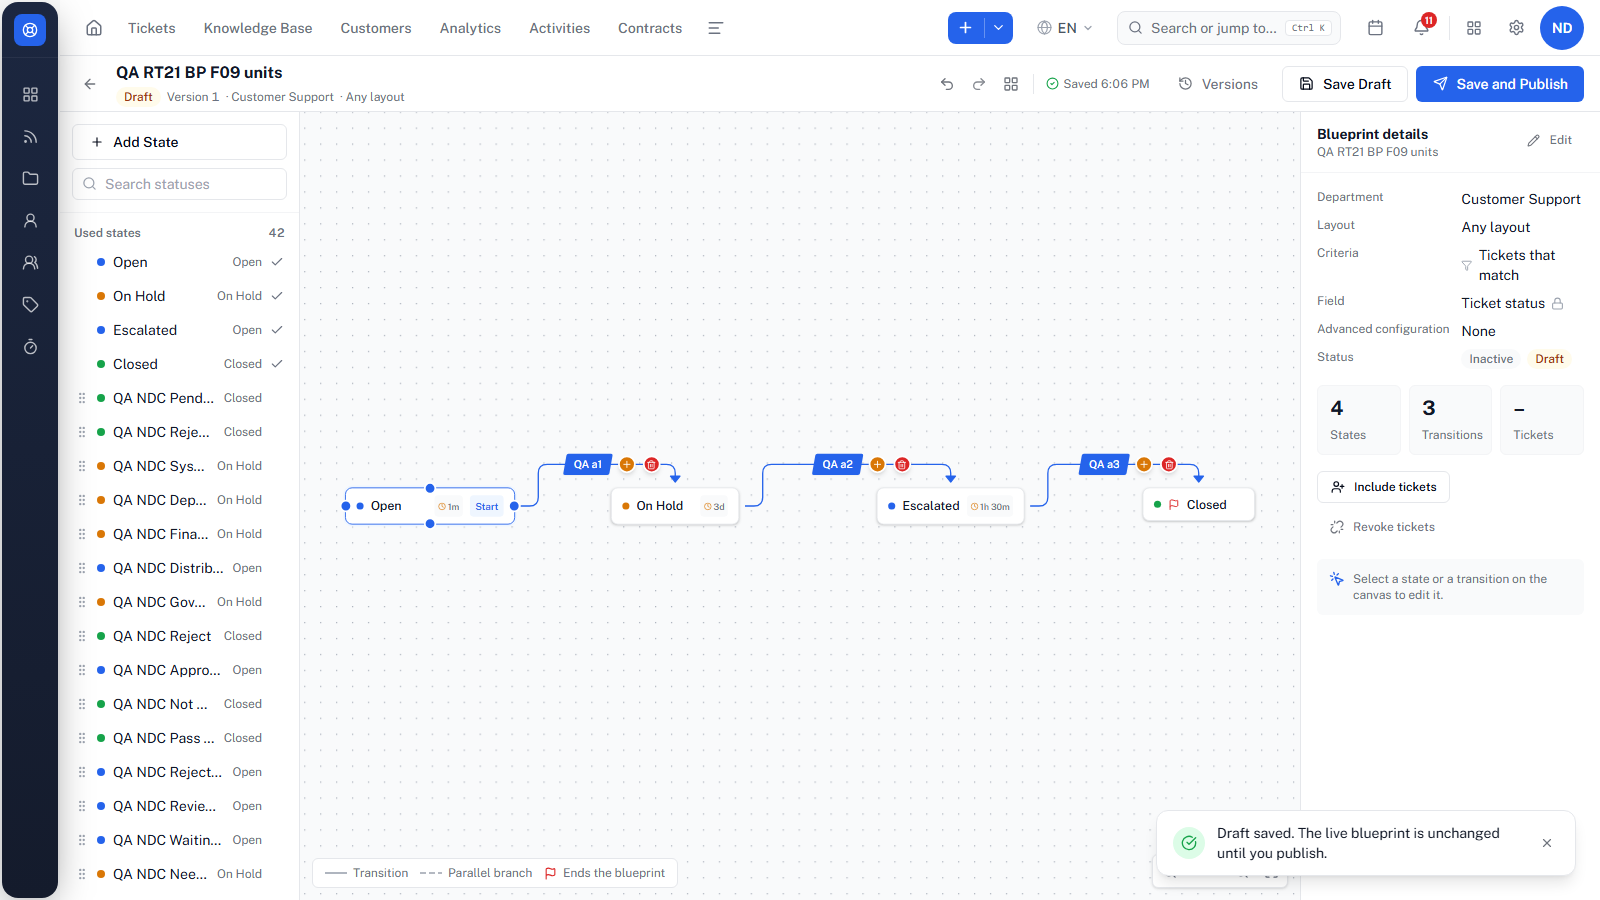 Tickets
Knowledge Base
Customers
Analytics
Activities
Contracts
EN
Search or jump to...
Ctrl K
11
ND
QA RT21 BP F09 units
Draft
Version 1 · Customer Support · Any layout
Saved 6:06 PM
Versions
Save Draft
Save and Publish
Add State
Search statuses
Used states 42
Open Open
On Hold On Hold
Escalated Open
Closed Closed
QA NDC Pend... Closed
QA NDC Reje... Closed
QA NDC Sys... On Hold
QA NDC Dep... On Hold
QA NDC Fina... On Hold
QA NDC Distrib... Open
QA NDC Gov... On Hold
QA NDC Reject Closed
QA NDC Appro... Open
QA NDC Not ... Closed
QA NDC Pass ... Closed
QA NDC Reject... Open
QA NDC Revie... Open
QA NDC Waitin... Open
QA NDC Nee... On Hold
QA a1
QA a2
QA a3
Open 1m Start
On Hold 3d
Escalated 1h 30m
Closed
Transition
Parallel branch
Ends the blueprint
Blueprint details
QA RT21 BP F09 units
Edit
Department Customer Support
Layout Any layout
Criteria Tickets that
match
Field Ticket status
Advanced configuration None
Status Inactive Draft
4 3 –
States Transitions Tickets
Include tickets
Revoke tickets
Select a state or a transition on the
canvas to edit it.
Draft saved. The live blueprint is unchanged
until you publish.